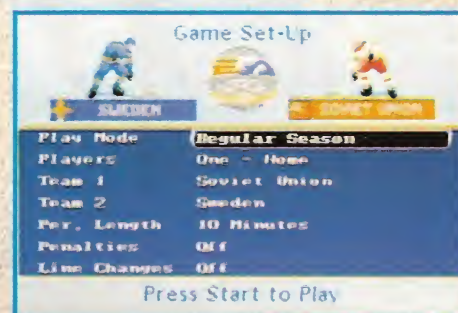 Game Set-Up
SWEDEN SOVIET UNION
Play Mode Regular Season
Players One - Home
Team 1 Soviet Union
Team 2 Sweden
Per. Length 10 Minutes
Penalties Off
Line Changes Off
Press Start to Play